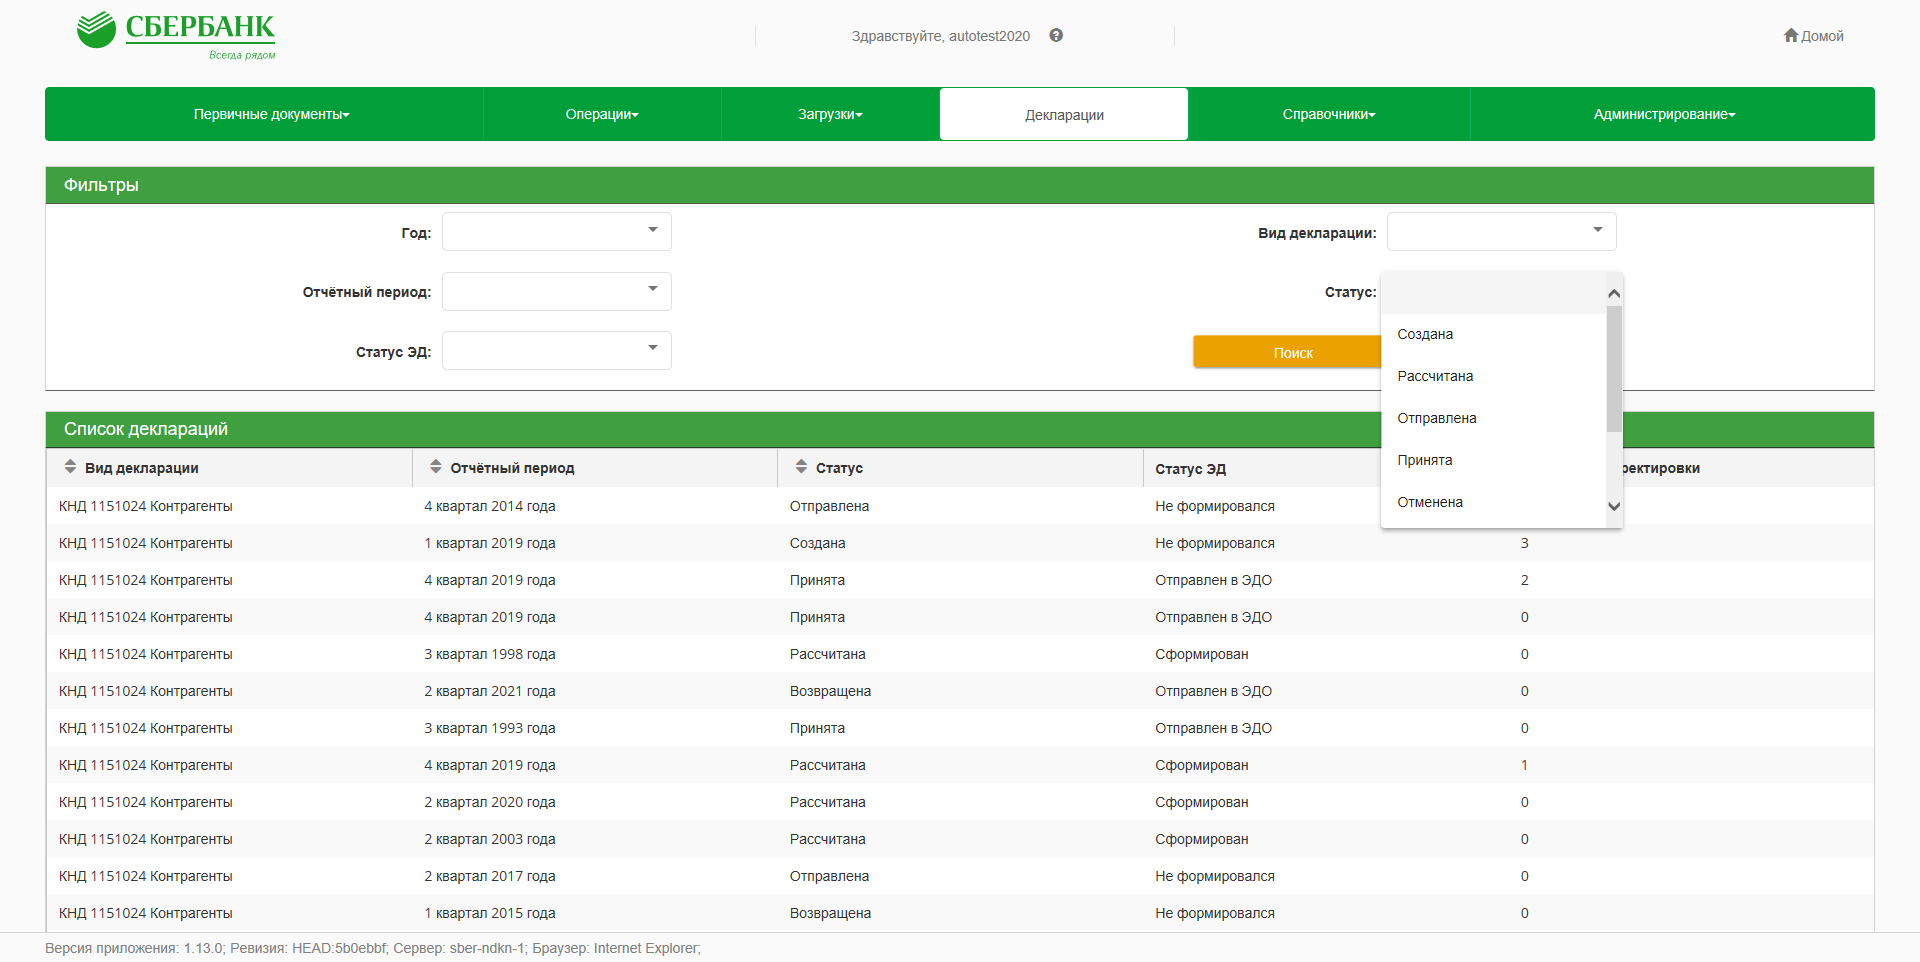 СБЕРБАНК
Всегда рядом
Здравствуйте, autotest2020
Домой
Первичные документы
Операции
Загрузки
Декларации
Справочники
Администрирование
Фильтры
Год:
Вид декларации:
Отчётный период:
Статус:
Статус ЭД:
Поиск
Создана
Рассчитана
Отправлена
Принята
Отменена
Список деклараций
Вид декларации Отчётный период Статус Статус ЭД ректировки
КНД 1151024 Контрагенты 4 квартал 2014 года Отправлена Не формировался
КНД 1151024 Контрагенты 1 квартал 2019 года Создана Не формировался 3
КНД 1151024 Контрагенты 4 квартал 2019 года Принята Отправлен в ЭДО 2
КНД 1151024 Контрагенты 4 квартал 2019 года Принята Отправлен в ЭДО 0
КНД 1151024 Контрагенты 3 квартал 1998 года Рассчитана Сформирован 0
КНД 1151024 Контрагенты 2 квартал 2021 года Возвращена Отправлен в ЭДО 0
КНД 1151024 Контрагенты 3 квартал 1993 года Принята Отправлен в ЭДО 0
КНД 1151024 Контрагенты 4 квартал 2019 года Рассчитана Сформирован 1
КНД 1151024 Контрагенты 2 квартал 2020 года Рассчитана Сформирован 0
КНД 1151024 Контрагенты 2 квартал 2003 года Рассчитана Сформирован 0
КНД 1151024 Контрагенты 2 квартал 2017 года Отправлена Не формировался 0
КНД 1151024 Контрагенты 1 квартал 2015 года Возвращена Не формировался 0
Версия приложения: 1.13.0; Ревизия: HEAD:5b0ebbf; Сервер: sber-ndkn-1; Браузер: Internet Explorer;